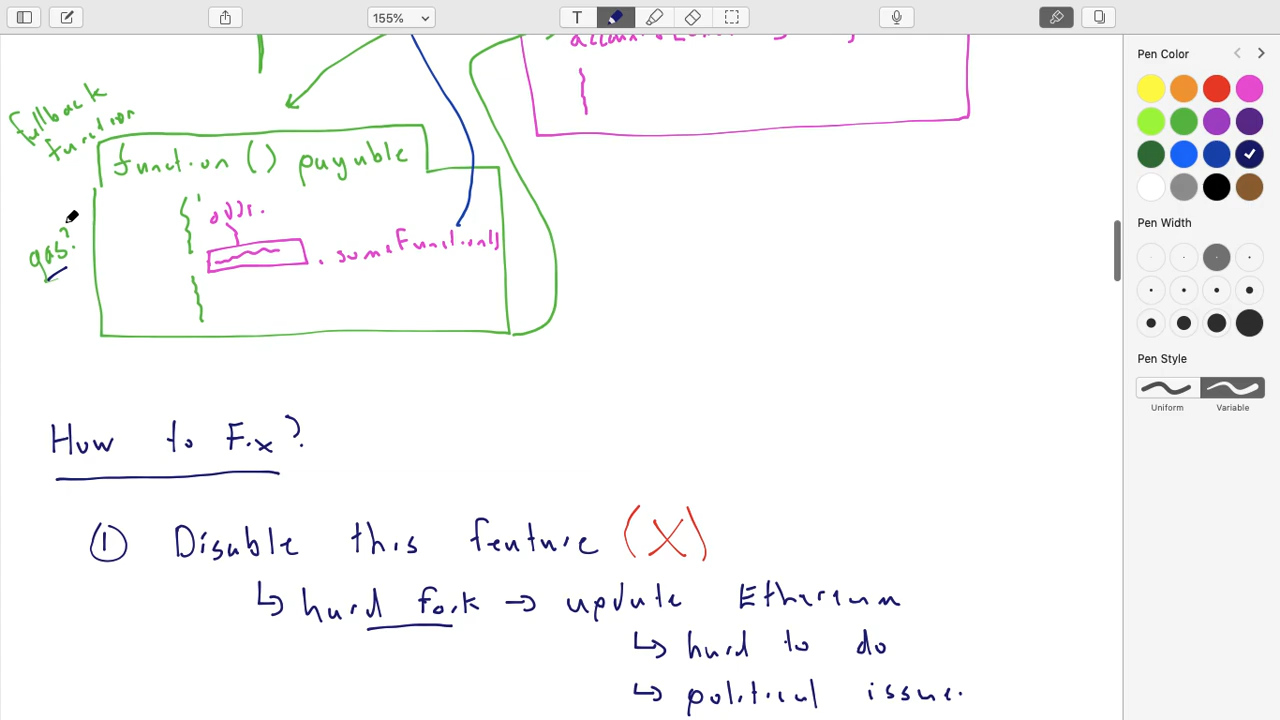 155%
T
Pen Color
fullback
function
function () payable
gas?
addr.
. someFunction()
Pen Width
Pen Style
Uniform
Variable
How to Fix?
① Disable this feature (X)
↳ hard fork → update Ethereum
↳ hard to do
↳ political issue.